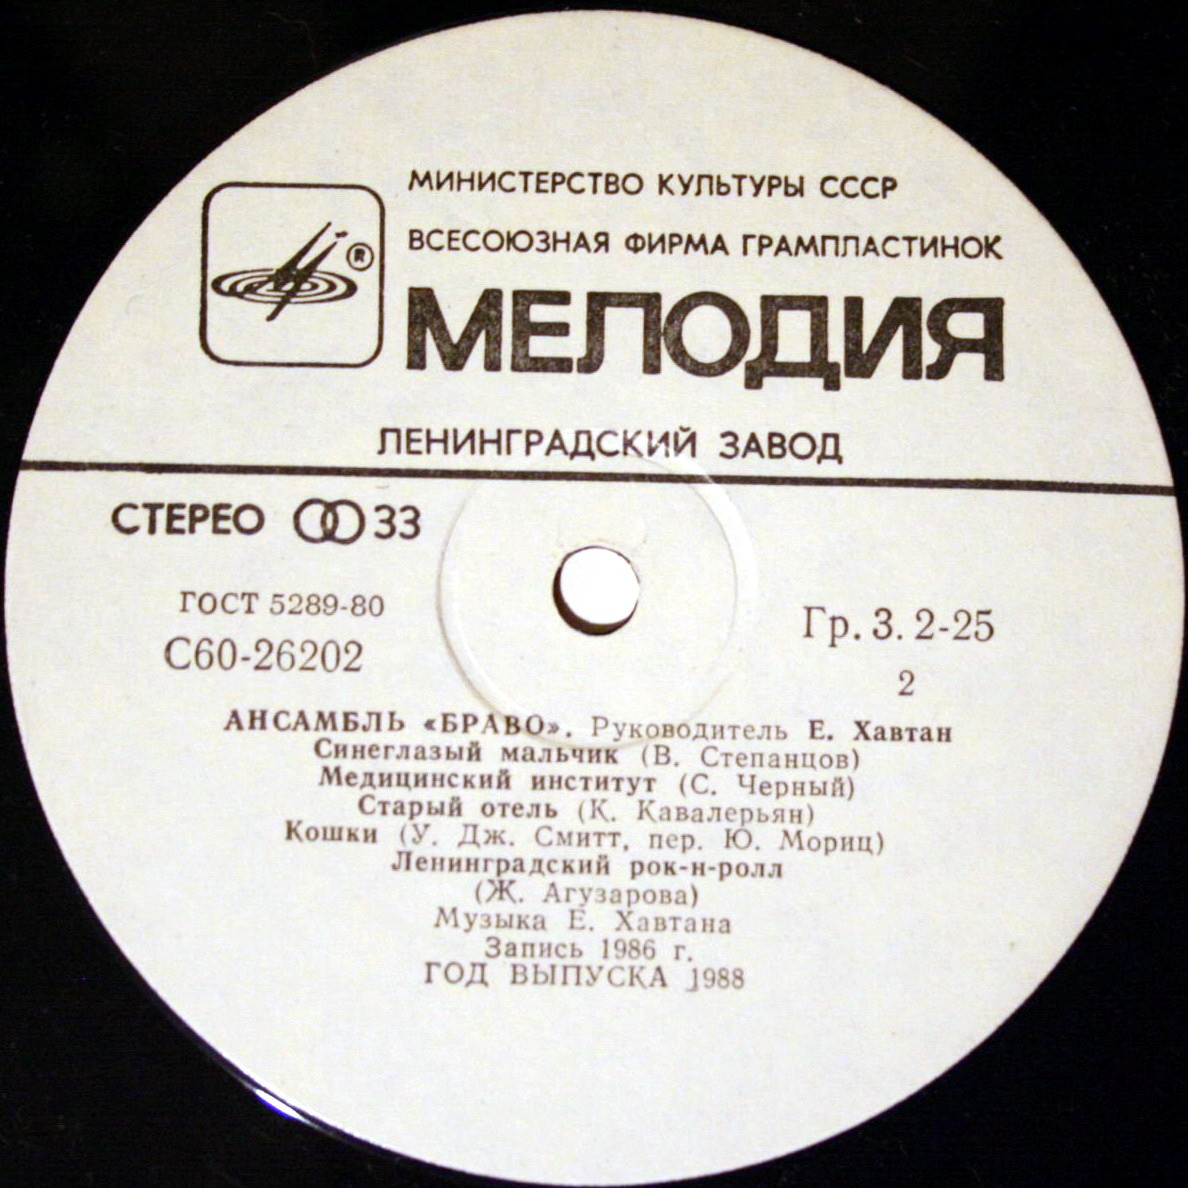 МИНИСТЕРСТВО КУЛЬТУРЫ СССР
ВСЕСОЮЗНАЯ ФИРМА ГРАМПЛАСТИНОК
®
МЕЛОДИЯ
ЛЕНИНГРАДСКИЙ ЗАВОД
СТЕРЕО 33
ГОСТ 5289-80
С60-26202
Гр. 3. 2-25
2
АНСАМБЛЬ «БРАВО». Руководитель Е. Хавтан
Синеглазый мальчик (В. Степанцов)
Медицинский институт (С. Черный)
Старый отель (К. Кавалерьян)
Кошки (У. Дж. Смитт, пер. Ю. Мориц)
Ленинградский рок-н-ролл
(Ж. Агузарова)
Музыка Е. Хавтана
Запись 1986 г.
ГОД ВЫПУСКА 1988